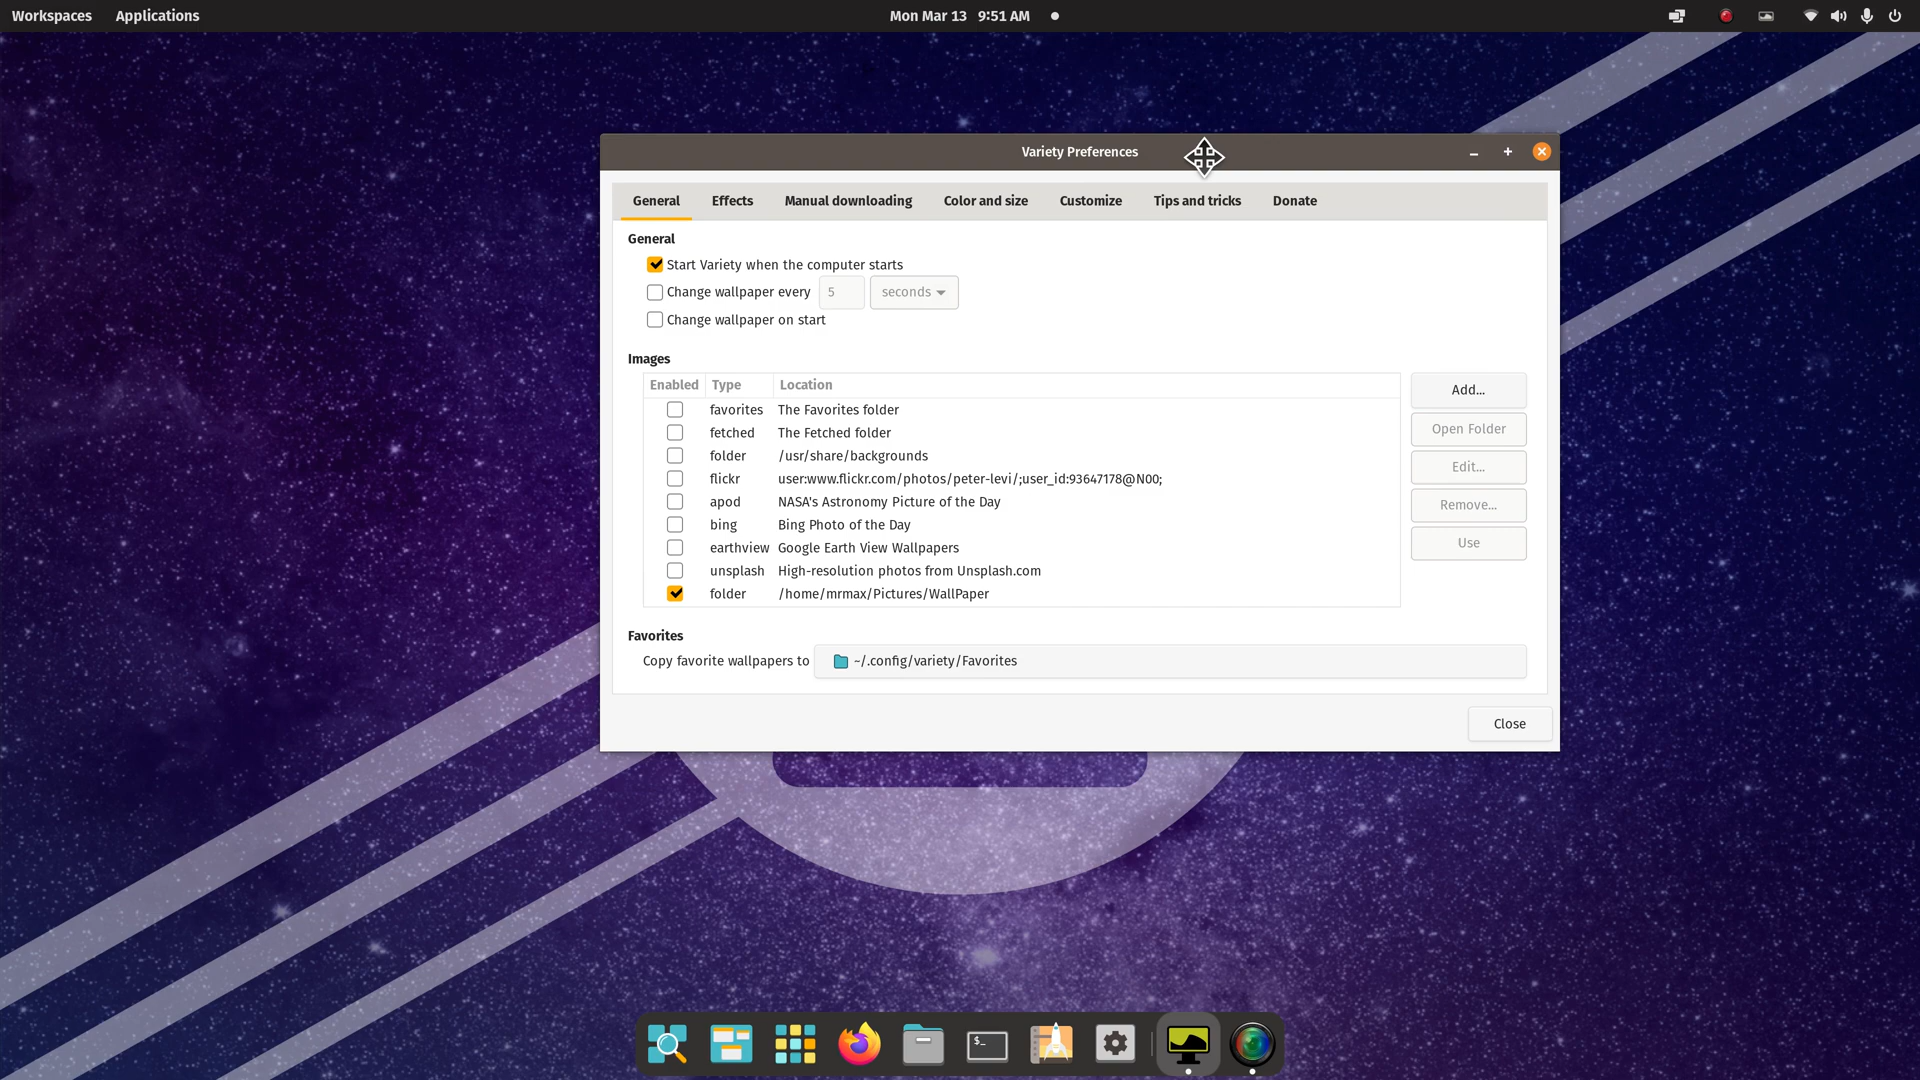 Workspaces Applications Mon Mar 13 9:51 AM
Variety Preferences
General Effects Manual downloading Color and size Customize Tips and tricks Donate
General
Start Variety when the computer starts
Change wallpaper every 5 seconds
Change wallpaper on start
Images
Enabled Type Location
favorites The Favorites folder
fetched The Fetched folder
folder /usr/share/backgrounds
flickr user:www.flickr.com/photos/peter-levi/;user_id:93647178@N00;
apod NASA's Astronomy Picture of the Day
bing Bing Photo of the Day
earthview Google Earth View Wallpapers
unsplash High-resolution photos from Unsplash.com
folder /home/mrmax/Pictures/WallPaper
Add...
Open Folder
Edit...
Remove...
Use
Favorites
Copy favorite wallpapers to ~/.config/variety/Favorites
Close
$_